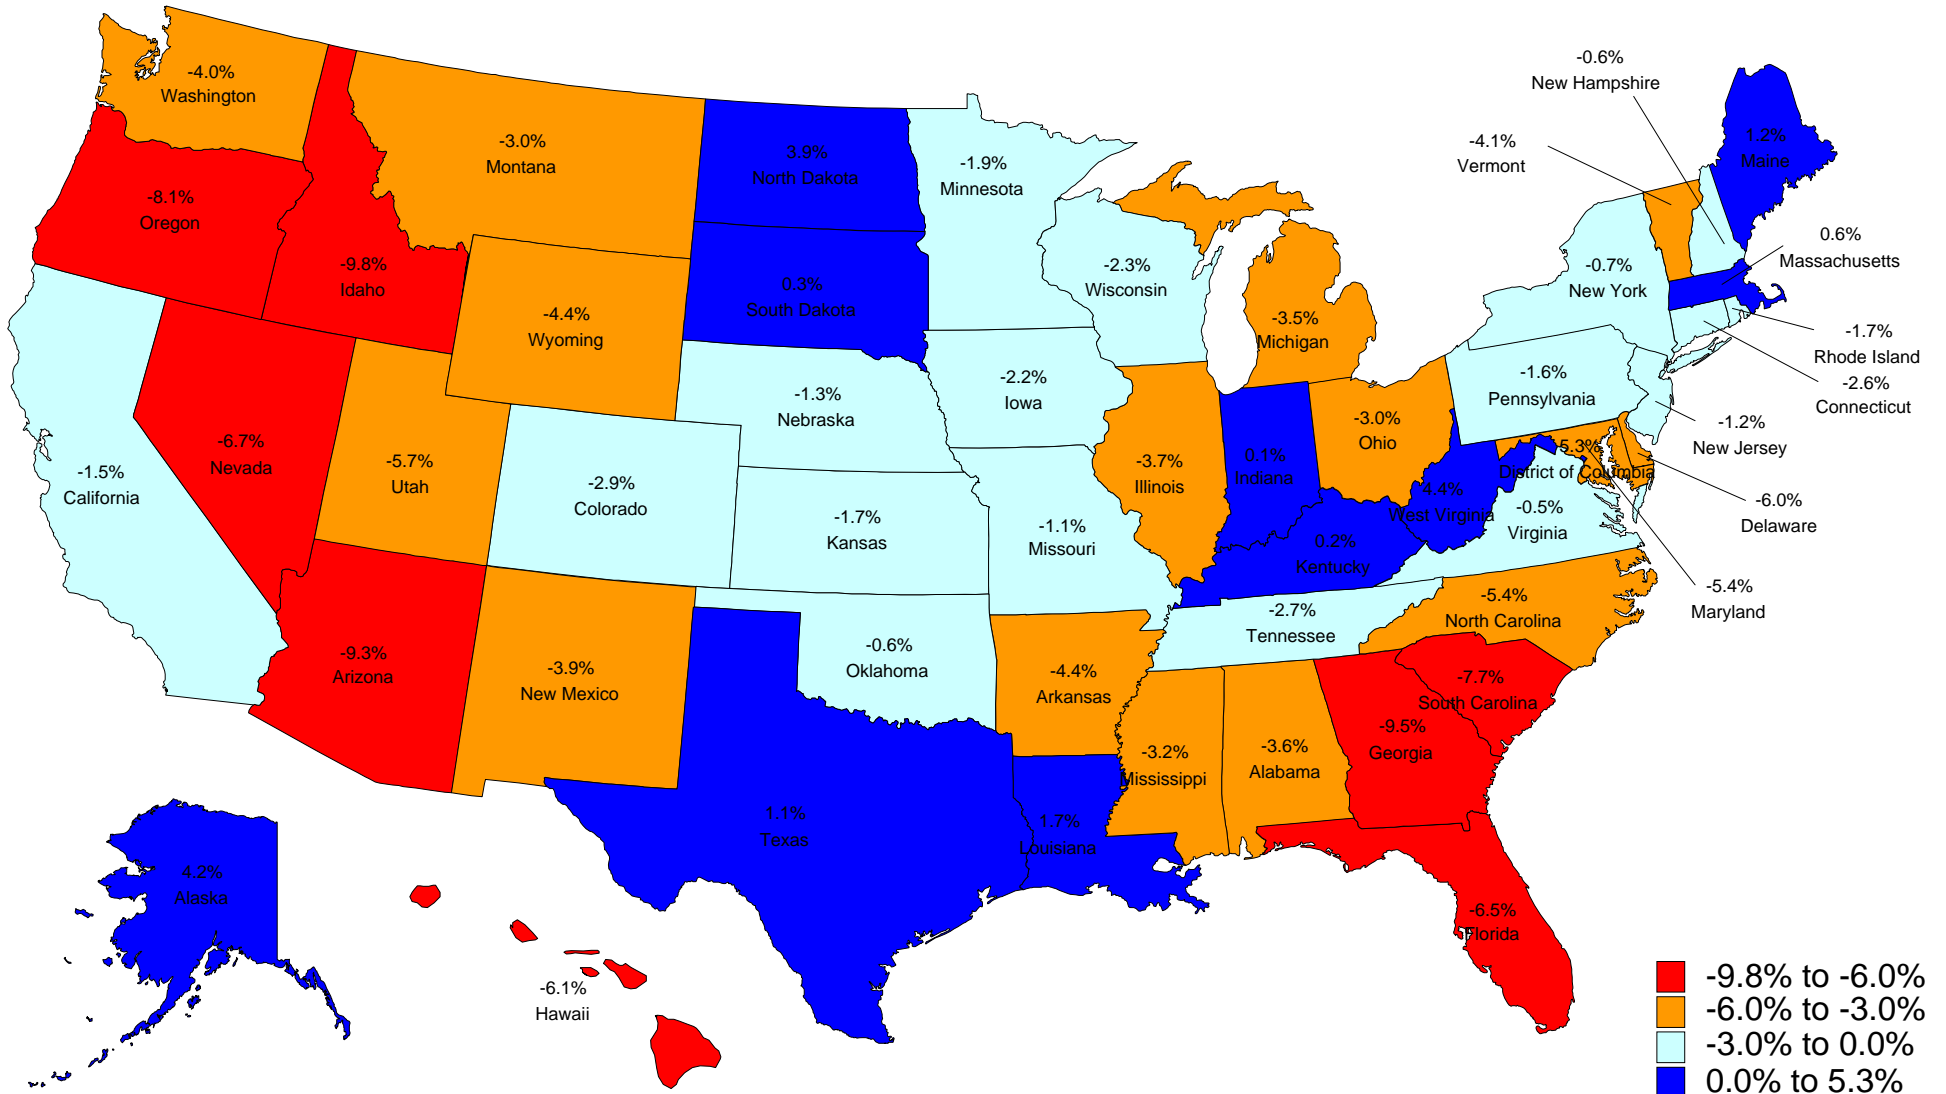 -4.0%
Washington
-3.0%
Montana
3.9%
North Dakota
-1.9%
Minnesota
-0.6%
New Hampshire
-4.1%
Vermont
1.2%
Maine
-8.1%
Oregon
-9.8%
Idaho
0.3%
South Dakota
-2.3%
Wisconsin
-0.7%
New York
0.6%
Massachusetts
-4.4%
Wyoming
-3.5%
Michigan
-1.7%
Rhode Island
-2.6%
Connecticut
-1.3%
Nebraska
-2.2%
Iowa
-1.6%
Pennsylvania
-1.2%
New Jersey
-1.5%
California
-6.7%
Nevada
-5.7%
Utah
-2.9%
Colorado
-3.7%
Illinois
0.1%
Indiana
-3.0%
Ohio
5.3%
District of Columbia
4.4%
West Virginia
-0.5%
Virginia
-6.0%
Delaware
-1.7%
Kansas
-1.1%
Missouri
0.2%
Kentucky
-5.4%
Maryland
-2.7%
Tennessee
-5.4%
North Carolina
-9.3%
Arizona
-3.9%
New Mexico
-0.6%
Oklahoma
-4.4%
Arkansas
-7.7%
South Carolina
-9.5%
Georgia
-3.2%
Mississippi
-3.6%
Alabama
1.1%
Texas
1.7%
Louisiana
4.2%
Alaska
-6.5%
Florida
-6.1%
Hawaii
-9.8% to -6.0%
-6.0% to -3.0%
-3.0% to 0.0%
0.0% to 5.3%